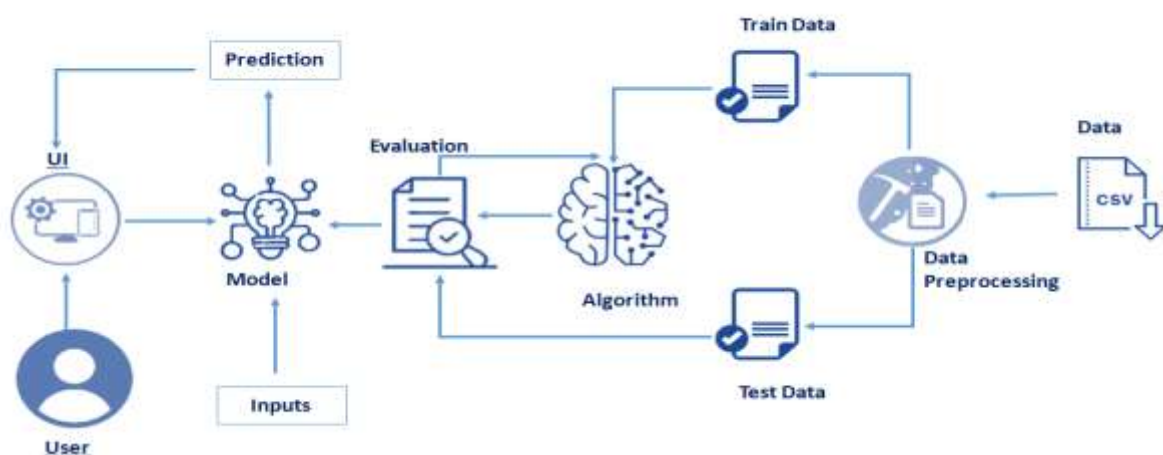 Train Data
Prediction
Data
Evaluation
UI
CSV
Model
Data
Preprocessing
Algorithm
Inputs
Test Data
User